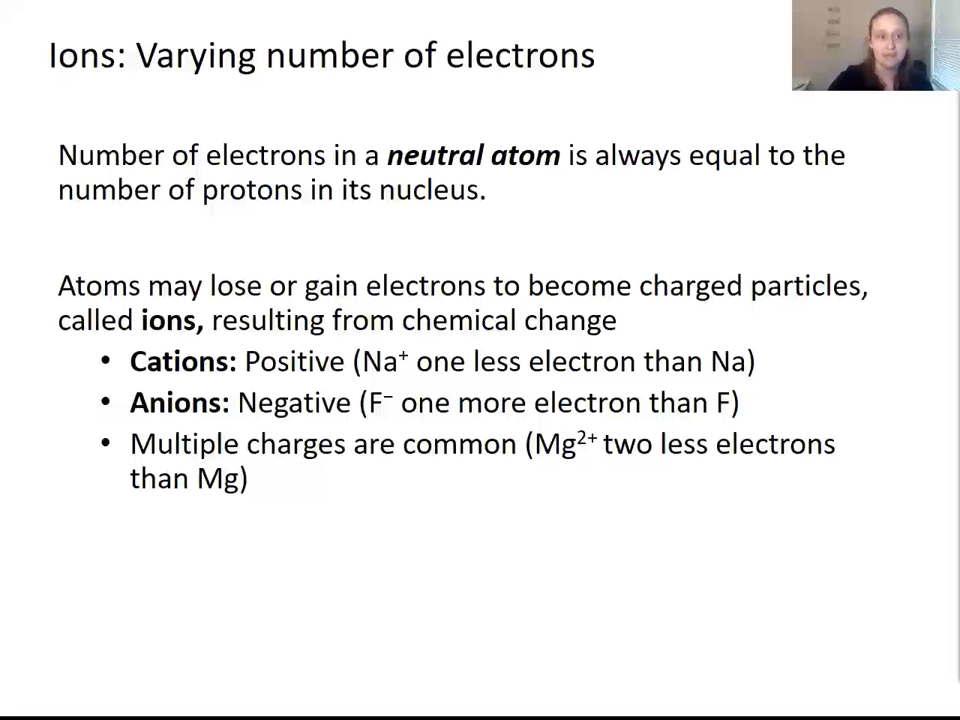 Ions: Varying number of electrons
Number of electrons in a neutral atom is always equal to the
number of protons in its nucleus.
Atoms may lose or gain electrons to become charged particles,
called ions, resulting from chemical change
• Cations: Positive (Na⁺ one less electron than Na)
• Anions: Negative (F⁻ one more electron than F)
• Multiple charges are common (Mg²⁺ two less electrons
than Mg)